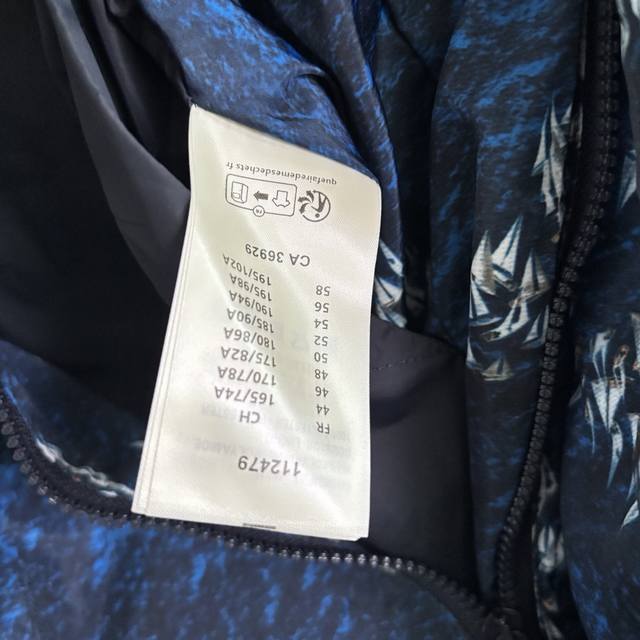 112479
FR CH
44 165/74A
46 170/78A
48 175/82A
50 180/86A
52 185/90A
54 190/94A
56 195/98A
58 195/102A
CA 36929
FR
quefairedemesdechets.fr